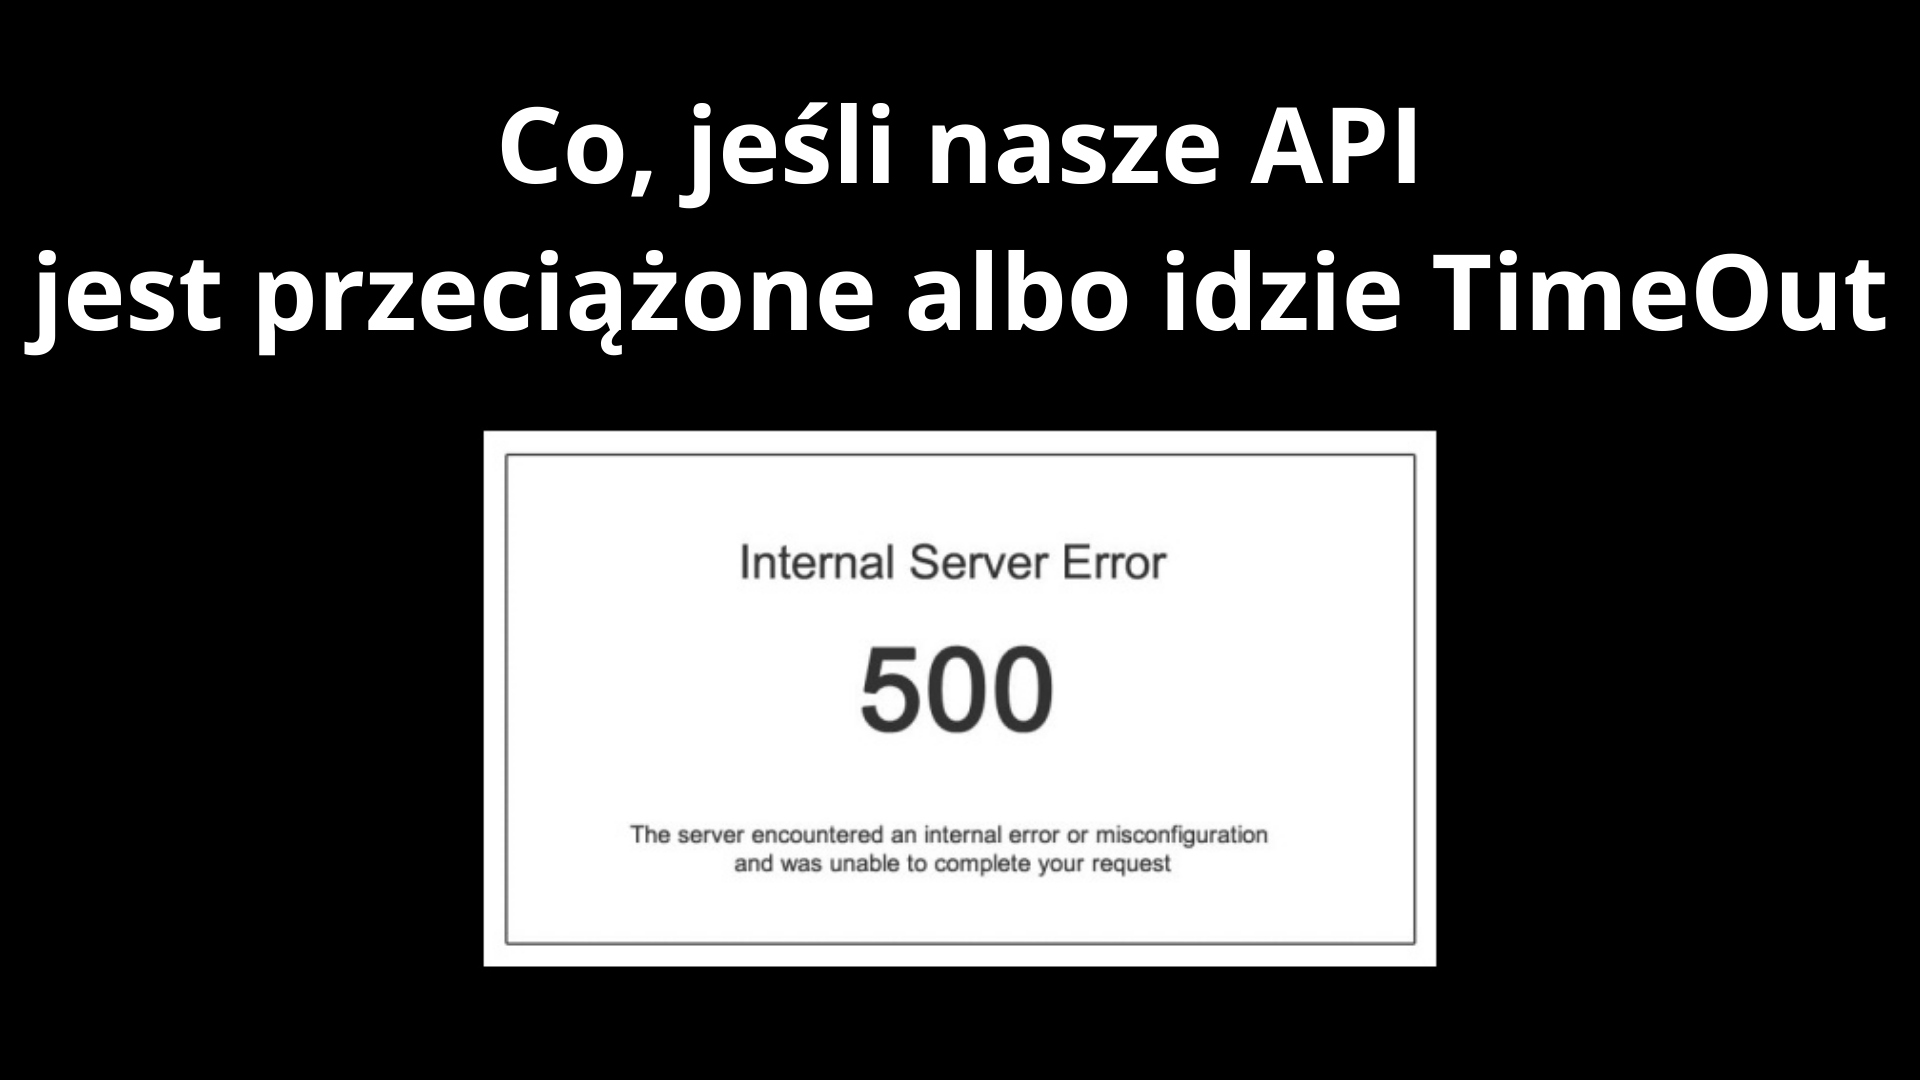 Co, jeśli nasze API
jest przeciążone albo idzie TimeOut
Internal Server Error
500
The server encountered an internal error or misconfiguration
and was unable to complete your request